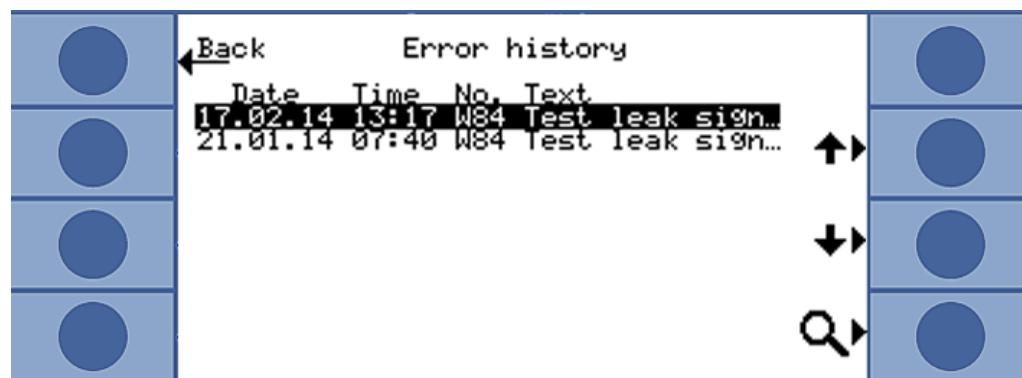 Back Error history
Date Time No. Text
17.02.14 13:17 W84 Test leak sign…
21.01.14 07:40 W84 Test leak sign…